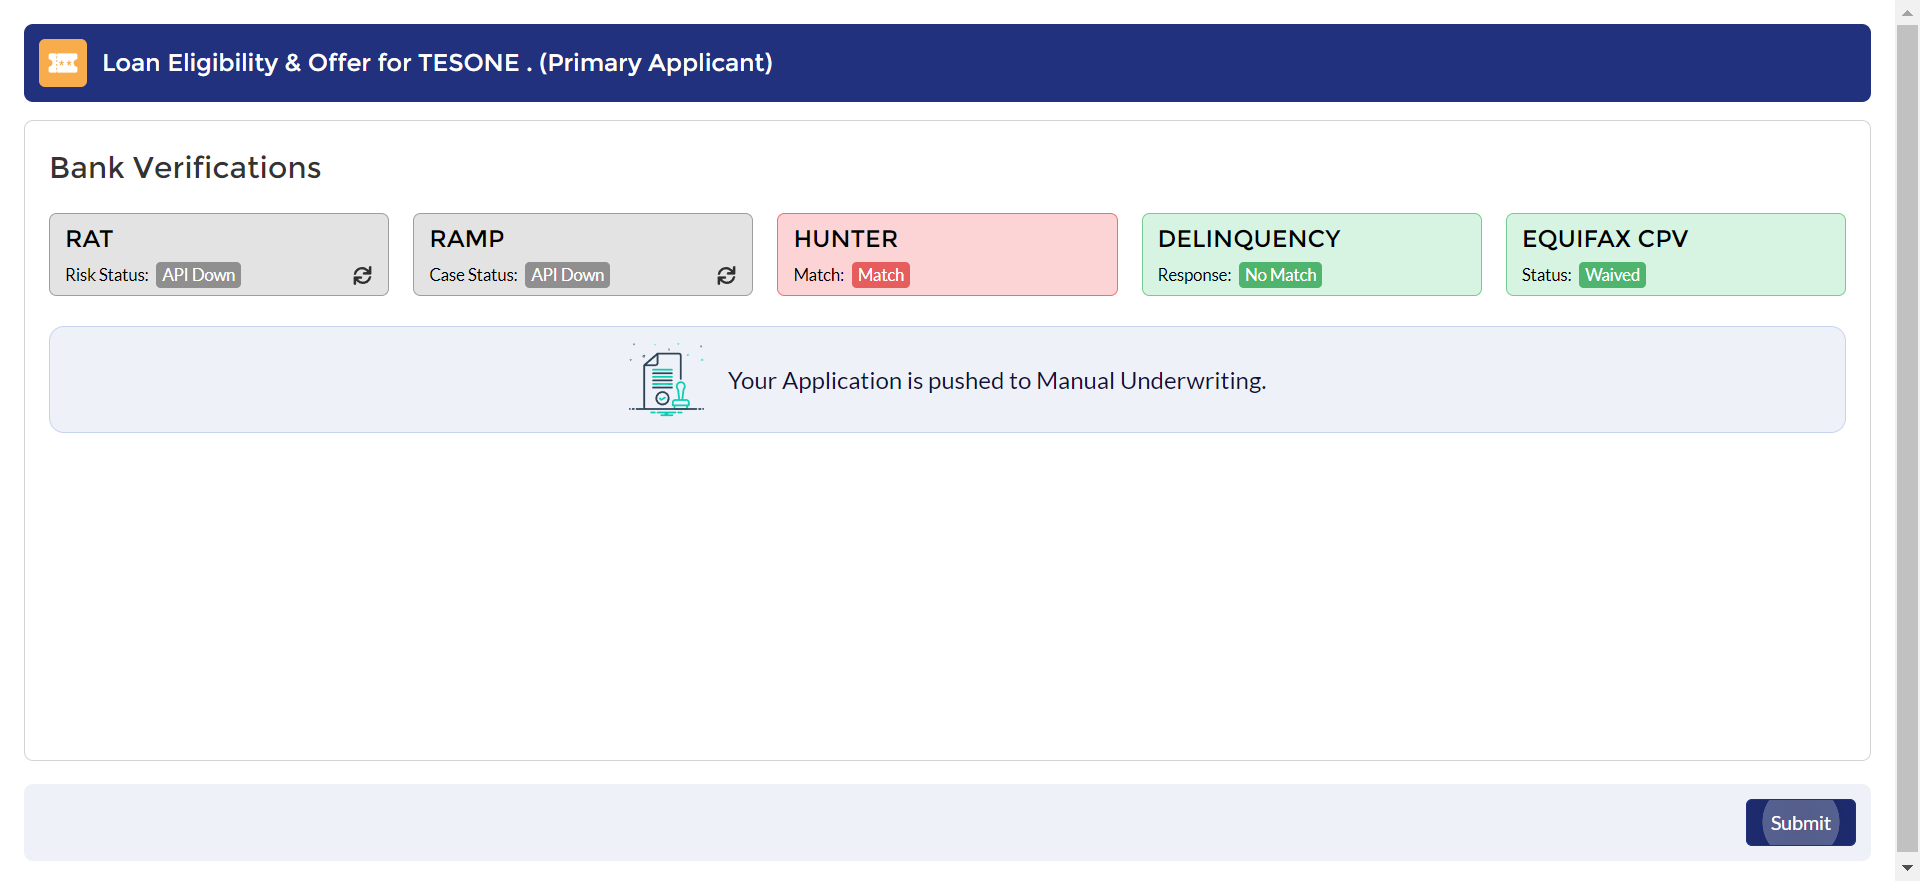 Loan Eligibility & Offer for TESONE . (Primary Applicant)
Bank Verifications
RAT
Risk Status: API Down
RAMP
Case Status: API Down
HUNTER
Match: Match
DELINQUENCY
Response: No Match
EQUIFAX CPV
Status: Waived
Your Application is pushed to Manual Underwriting.
Submit